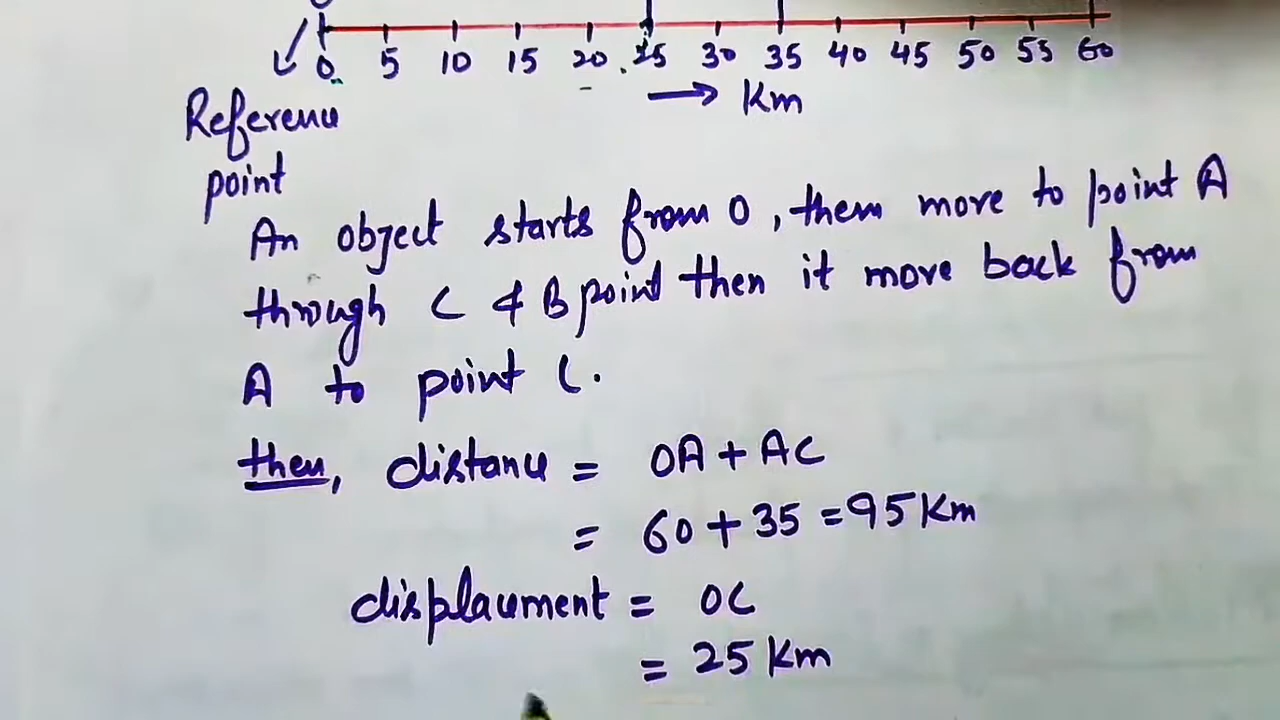 0 5 10 15 20 25 30 35 40 45 50 55 60
→ Km
Reference
point
An object starts from O, them move to point A
through C & B point then it move back from
A to point C.
then, distance = OA + AC
= 60 + 35 = 95 Km
displacement = OC
= 25 Km